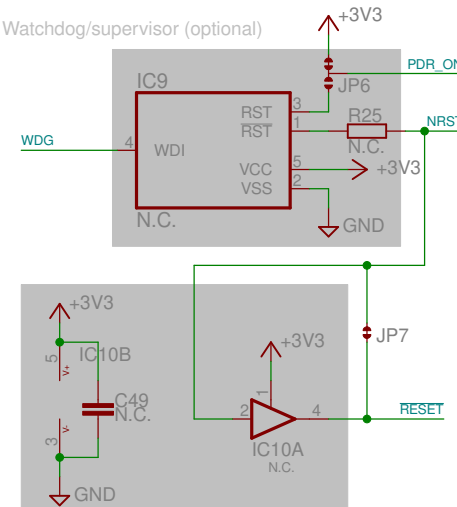 +3V3
Watchdog/supervisor (optional)
PDR_ON
IC9
JP6
RST
3
R25
NRST
RST
1
WDG
4
WDI
N.C.
VCC
5
+3V3
VSS
2
N.C.
GND
+3V3
+3V3
JP7
5
V+
IC10B
C49
N.C.
1
2
4
RESET
3
V-
IC10A
N.C.
GND